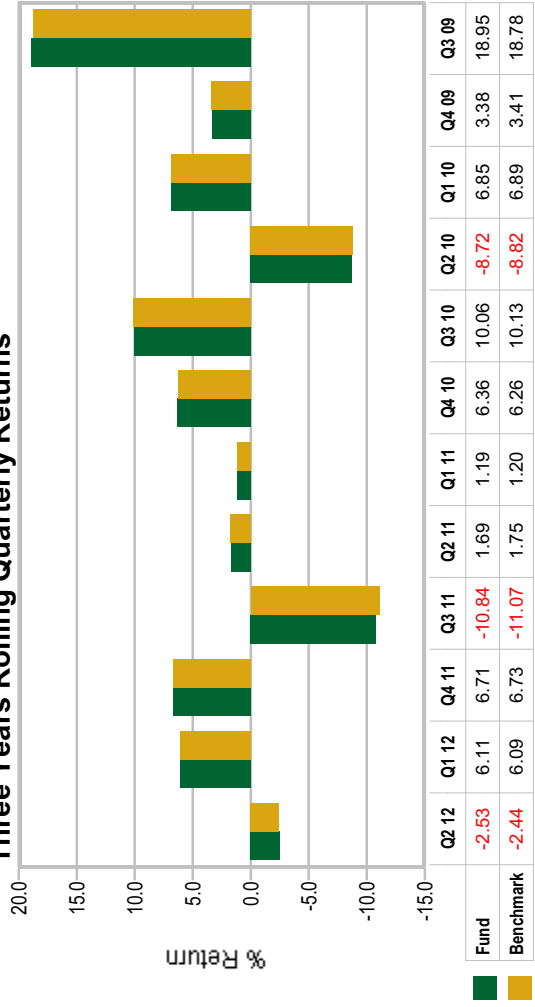 Three Years Rolling Quarterly Returns
20.0
15.0
10.0
5.0
0.0
-5.0
-10.0
-15.0
% Return
Q2 12 Q1 12 Q4 11 Q3 11 Q2 11 Q1 11 Q4 10 Q3 10 Q2 10 Q1 10 Q4 09 Q3 09
Fund -2.53 6.11 6.71 -10.84 1.69 1.19 6.36 10.06 -8.72 6.85 3.38 18.95
Benchmark -2.44 6.09 6.73 -11.07 1.75 1.20 6.26 10.13 -8.82 6.89 3.41 18.78